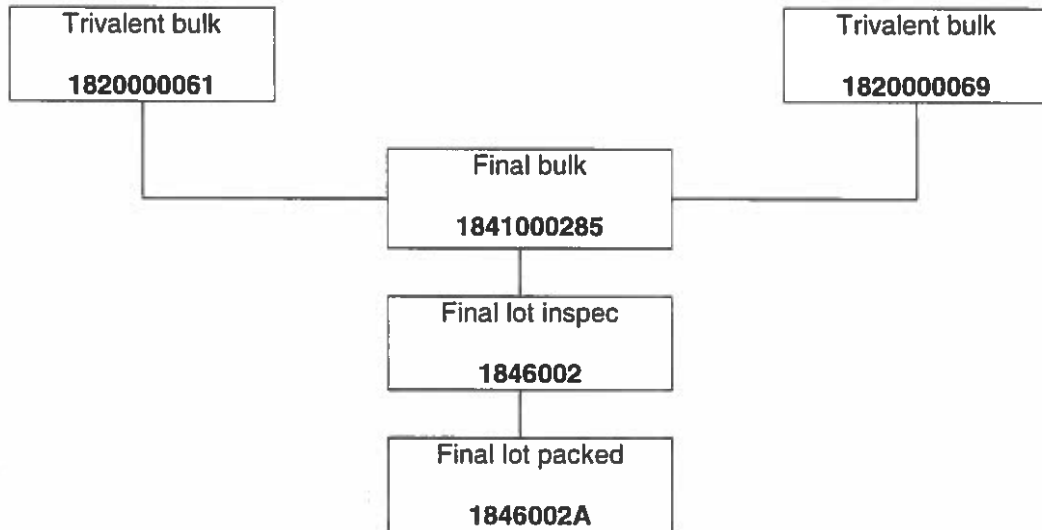 Trivalent bulk
1820000061
Trivalent bulk
1820000069
Final bulk
1841000285
Final lot inspec
1846002
Final lot packed
1846002A